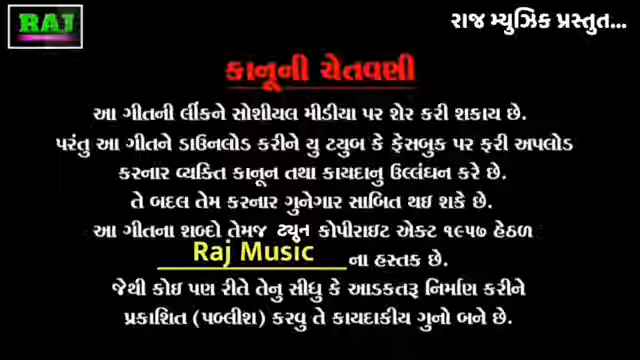 RAJ
રાજ મ્યુઝિક પ્રસ્તુત...
કાનૂની ચેતવણી
આ ગીતની લીંકને સોશીયલ મીડીયા પર શેર કરી શકાય છે.
પરંતુ આ ગીતને ડાઉનલોડ કરીને યુ ટયુબ કે ફેસબુક પર ફરી અપલોડ
કરનાર વ્યક્તિ કાનૂન તથા કાયદાનુ ઉલ્લંઘન કરે છે.
તે બદલ તેમ કરનાર ગુનેગાર સાબિત થઇ શકે છે.
આ ગીતના શબ્દો તેમજ ટ્યૂન કોપીરાઇટ એકટ ૧૯૫૭ હેઠળ
Raj Music ના હસ્તક છે.
જેથી કોઇ પણ રીતે તેનુ સીધુ કે આડકતરૂ નિર્માણ કરીને
પ્રકાશિત (પબ્લીશ) કરવુ તે કાયદાકીય ગુનો બને છે.